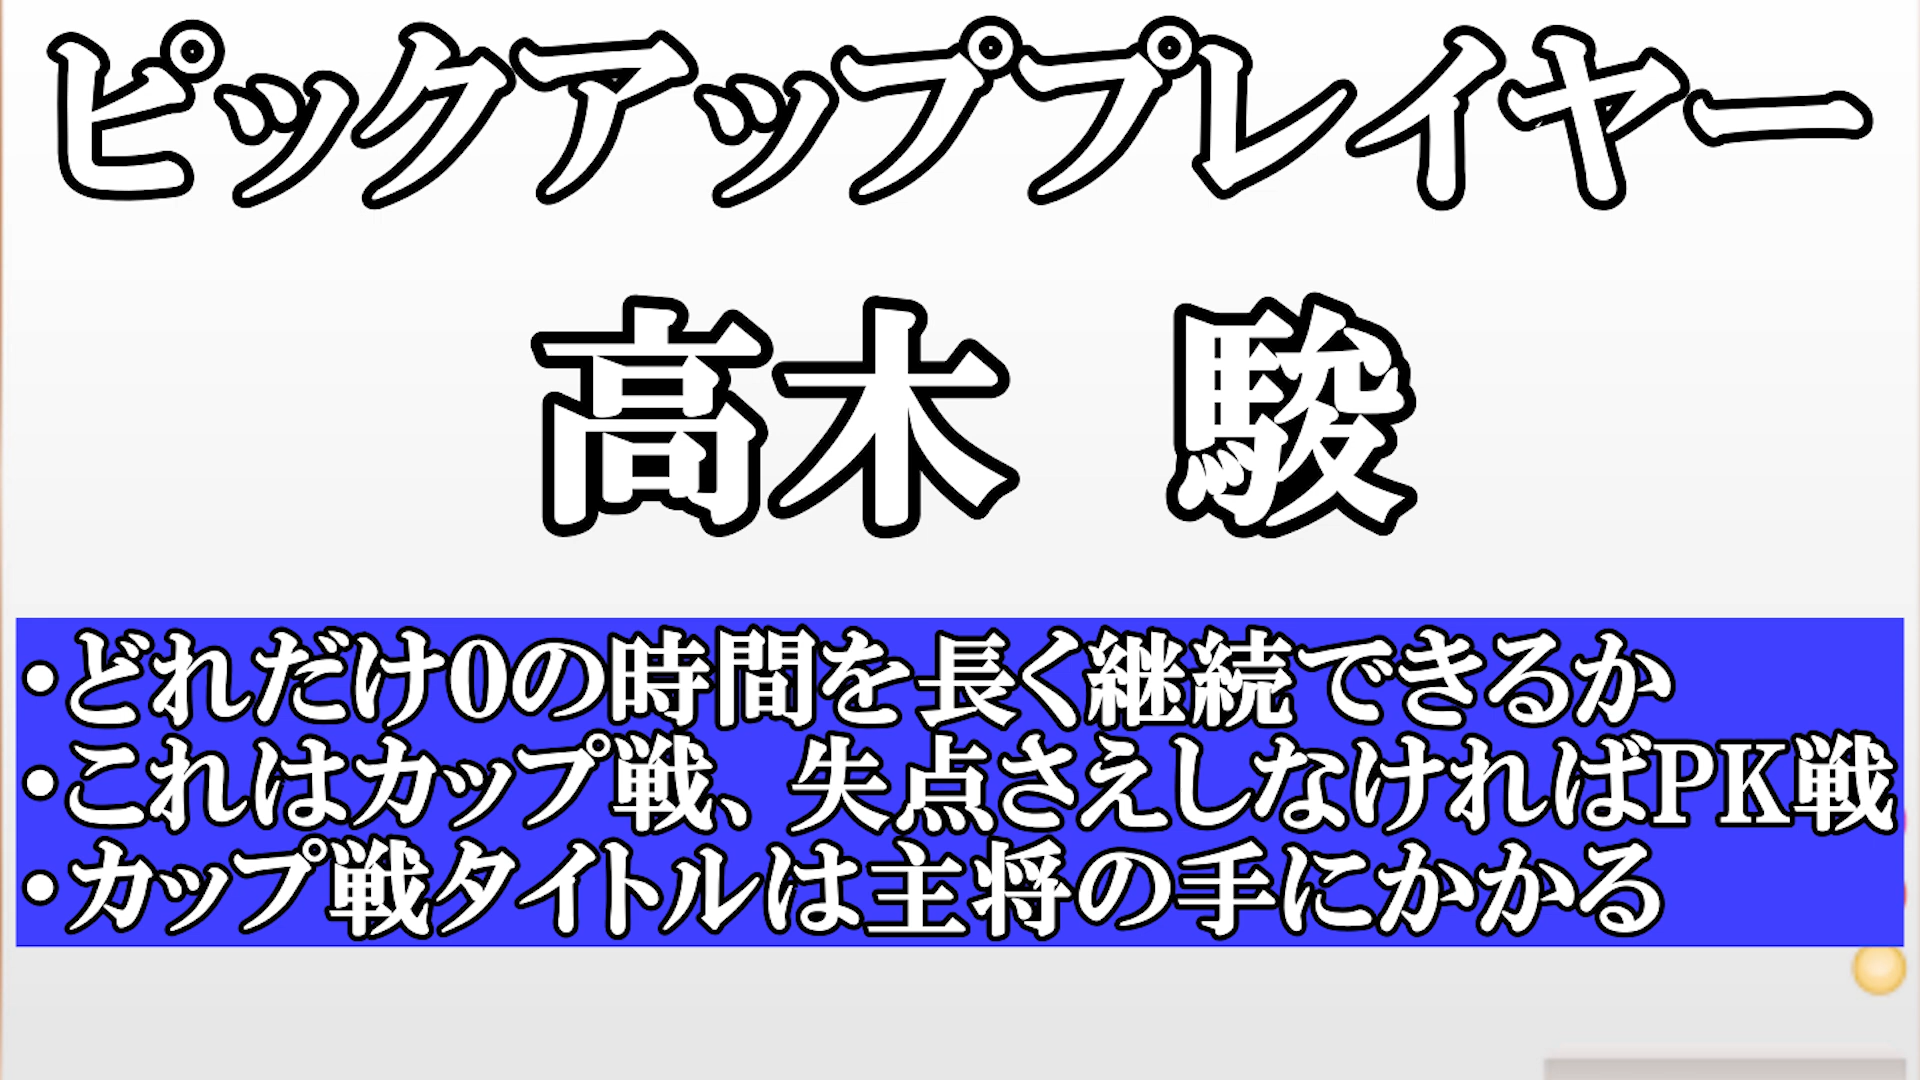 ピックアッププレイヤー
高木 駿
・どれだけ0の時間を長く継続できるか
・これはカップ戦、失点さえしなければPK戦
・カップ戦タイトルは主将の手にかかる